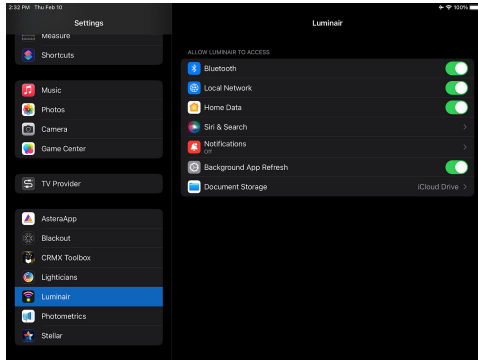 2:32 PM Thu Feb 10
100%
Settings
Luminair
Measure
Shortcuts
Music
Photos
Camera
Game Center
TV Provider
AsteraApp
Blackout
CRMX Toolbox
Lighticians
Luminair
Photometrics
Stellar
ALLOW LUMINAIR TO ACCESS
Bluetooth
Local Network
Home Data
Siri & Search
Notifications
Off
Background App Refresh
Document Storage
iCloud Drive